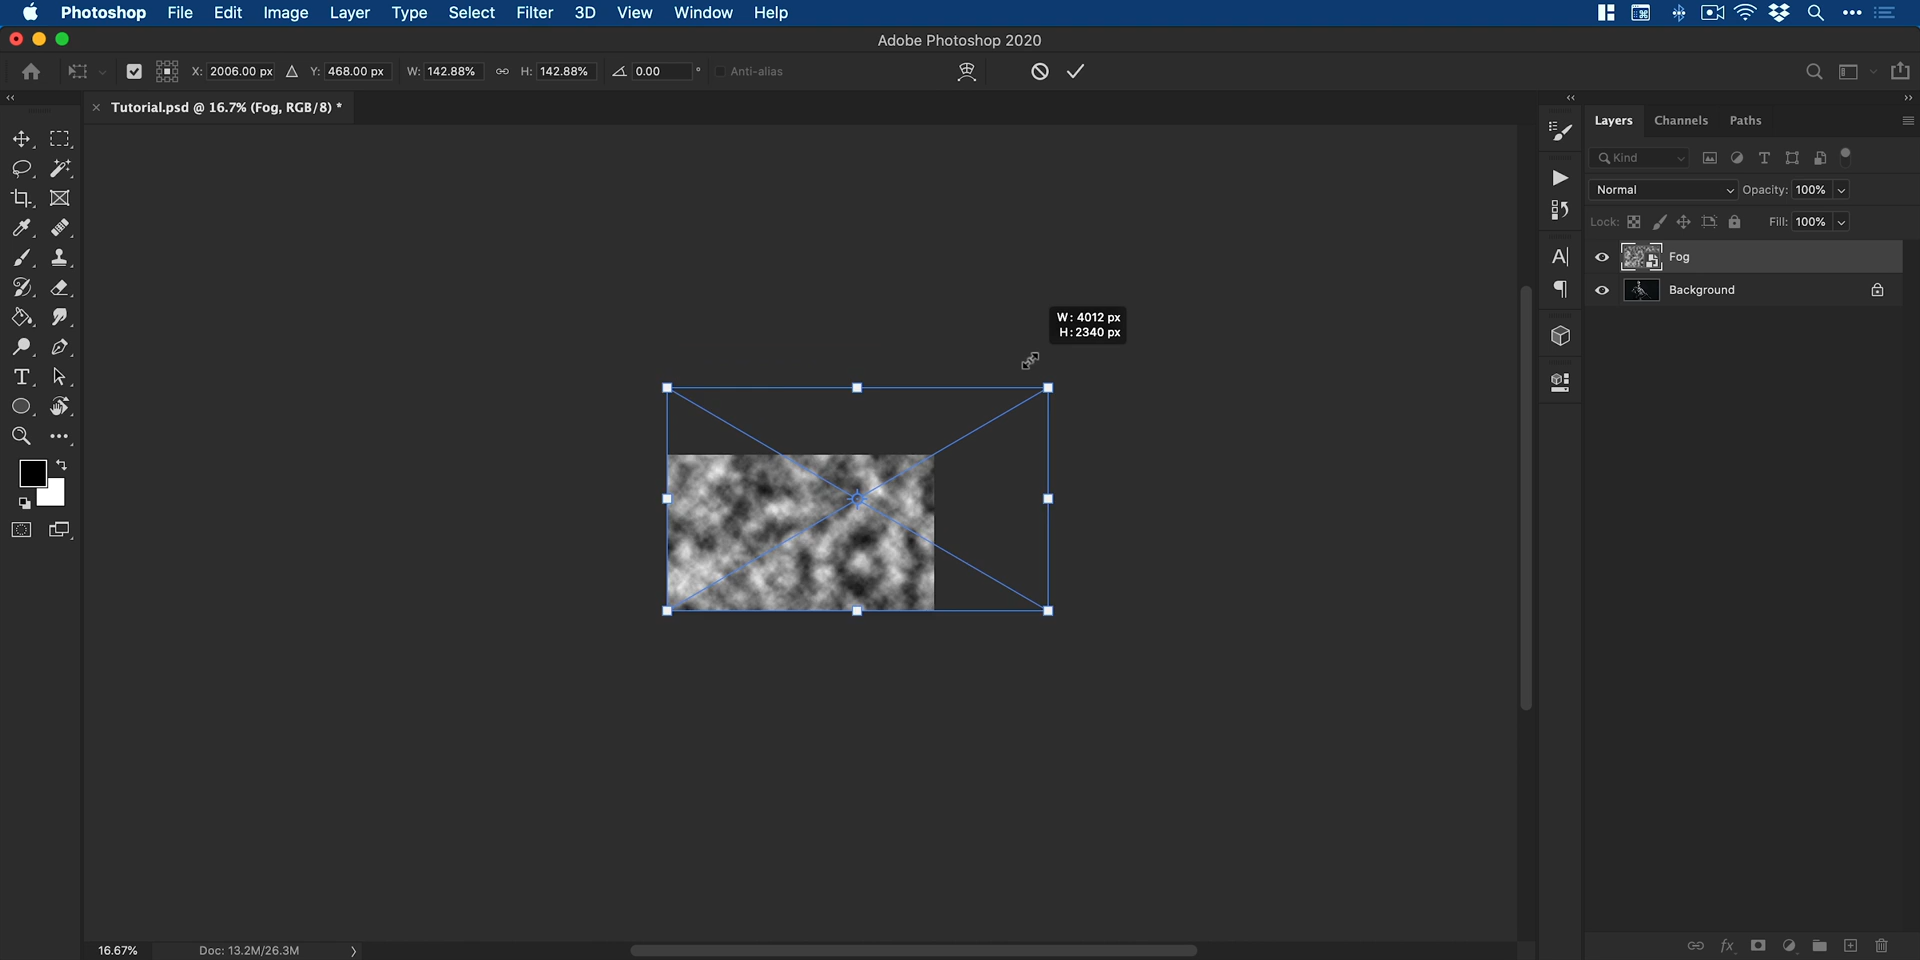 Photoshop File Edit Image Layer Type Select Filter 3D View Window Help
Adobe Photoshop 2020
X: 2006.00 px Y: 468.00 px W: 142.88% H: 142.88% 0.00 ° Anti-alias
Tutorial.psd @ 16.7% (Fog, RGB/8) *
Layers Channels Paths
Kind
Normal Opacity: 100%
Lock: Fill: 100%
Fog
Background
W: 4012 px
H: 2340 px
16.67% Doc: 13.2M/26.3M